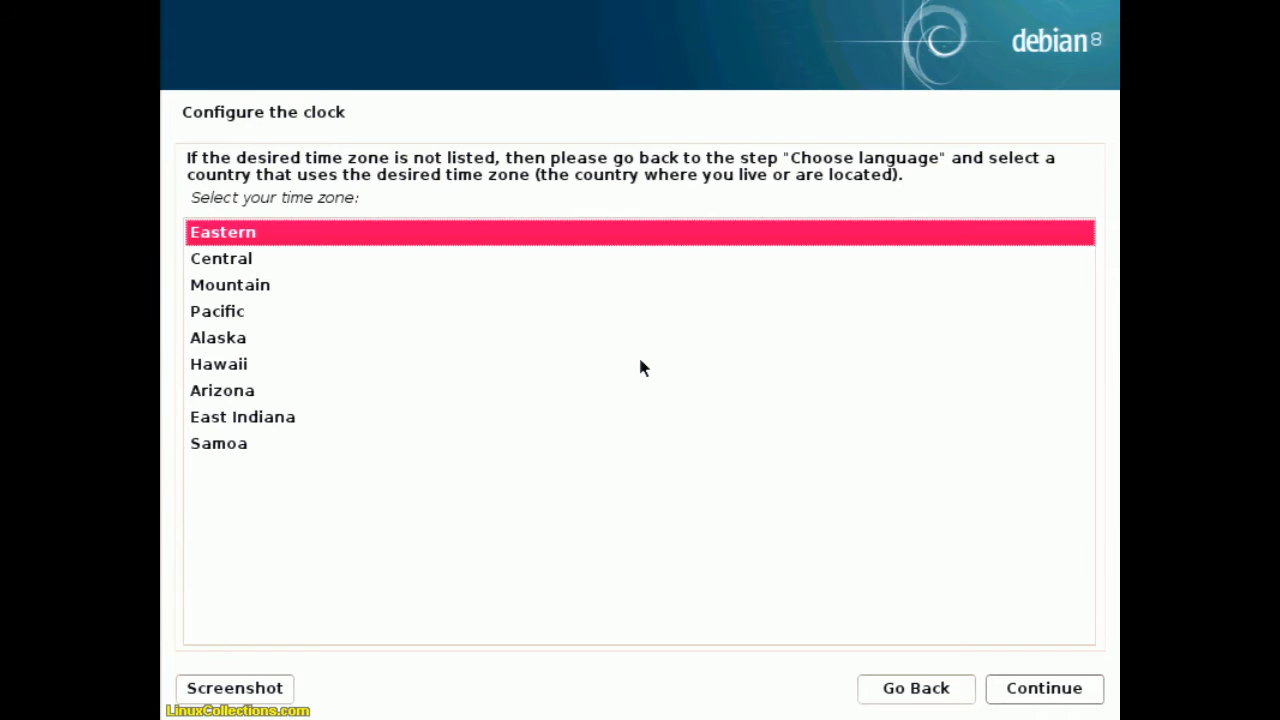 debian 8
Configure the clock
If the desired time zone is not listed, then please go back to the step "Choose language" and select a
country that uses the desired time zone (the country where you live or are located).
Select your time zone:
Eastern
Central
Mountain
Pacific
Alaska
Hawaii
Arizona
East Indiana
Samoa
Screenshot
Go Back
Continue
LinuxCollections.com